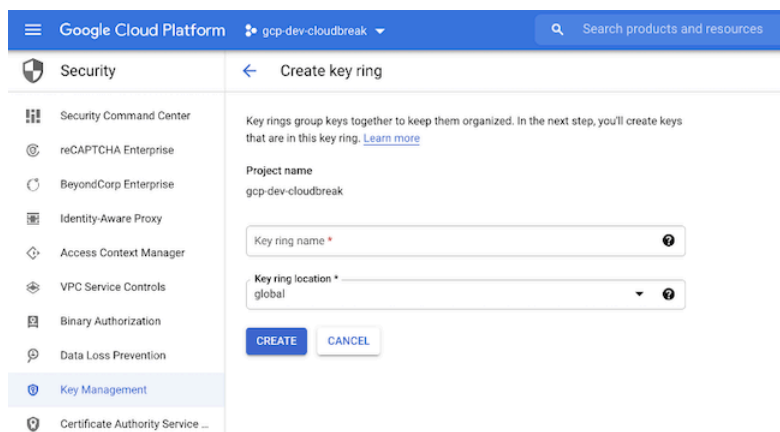 Google Cloud Platform
gcp-dev-cloudbreak
Search products and resources
Security
Create key ring
Security Command Center
reCAPTCHA Enterprise
BeyondCorp Enterprise
Identity-Aware Proxy
Access Context Manager
VPC Service Controls
Binary Authorization
Data Loss Prevention
Key Management
Certificate Authority Service ...
Key rings group keys together to keep them organized. In the next step, you'll create keys
that are in this key ring. Learn more
Project name
gcp-dev-cloudbreak
Key ring name *
Key ring location *
global
CREATE
CANCEL